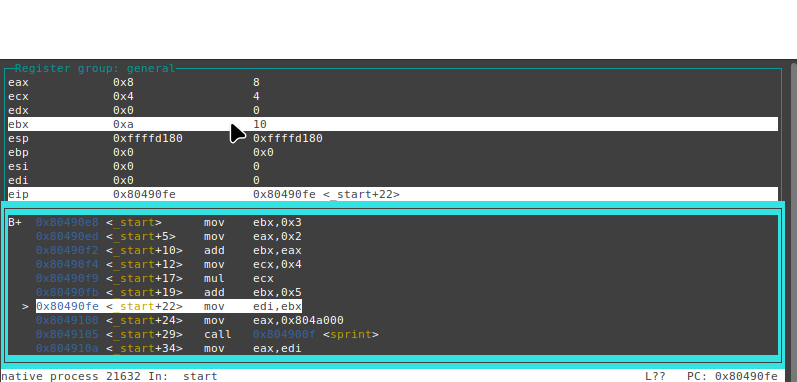 Register group: general
eax 0x8 8
ecx 0x4 4
edx 0x0 0
ebx 0xa 10
esp 0xffffd180 0xffffd180
ebp 0x0 0x0
esi 0x0 0
edi 0x0 0
eip 0x80490fe 0x80490fe <_start+22>
B+ 0x80490e8 <_start> mov ebx,0x3
0x80490ed <_start+5> mov eax,0x2
0x80490f2 <_start+10> add ebx,eax
0x80490f4 <_start+12> mov ecx,0x4
0x80490f9 <_start+17> mul ecx
0x80490fb <_start+19> add ebx,0x5
> 0x80490fe <_start+22> mov edi,ebx
0x8049100 <_start+24> mov eax,0x804a000
0x8049105 <_start+29> call 0x804900f <sprint>
0x804910a <_start+34> mov eax,edi
native process 21632 In: _start L?? PC: 0x80490fe